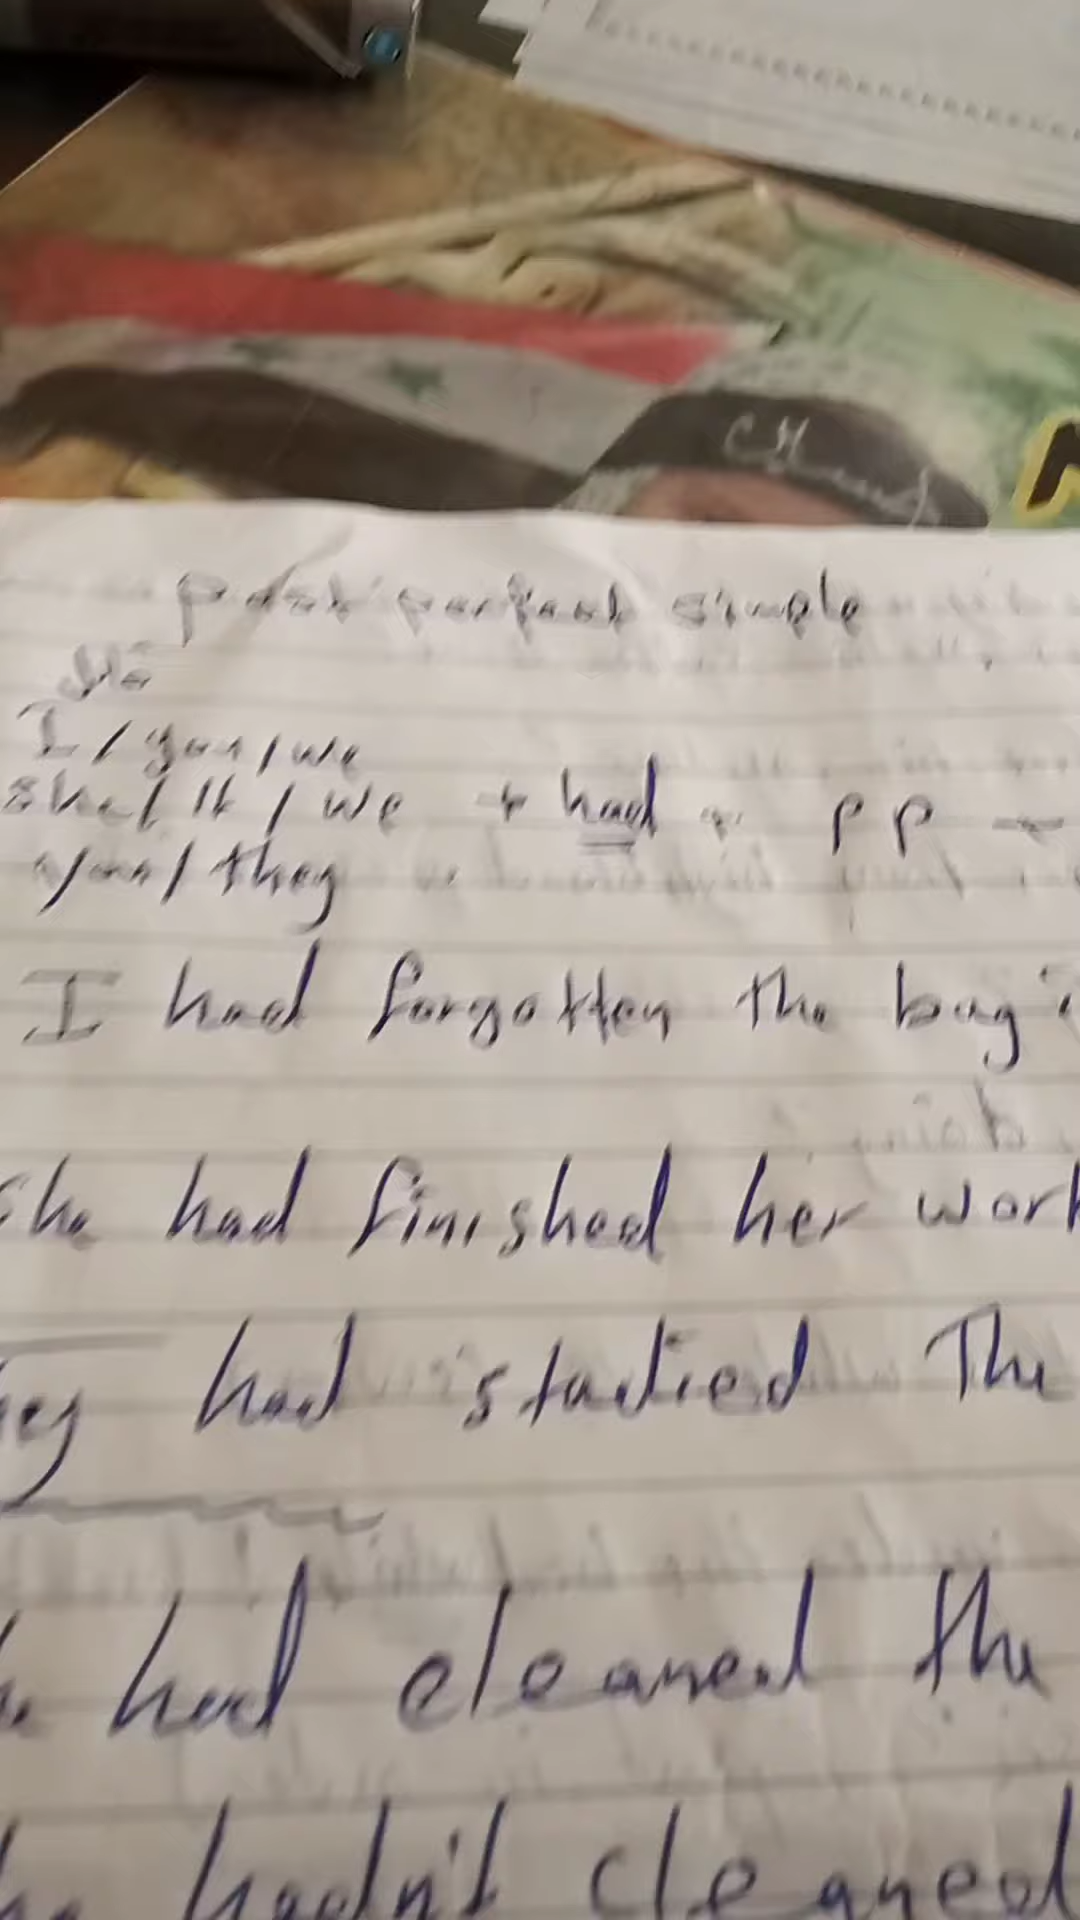 past perfect simple
I / you / we
she / It / we + had + PP
you / they
I had forgotten the bag
she had finished her work
had studied The
had cleaned the
hadn't cleaned